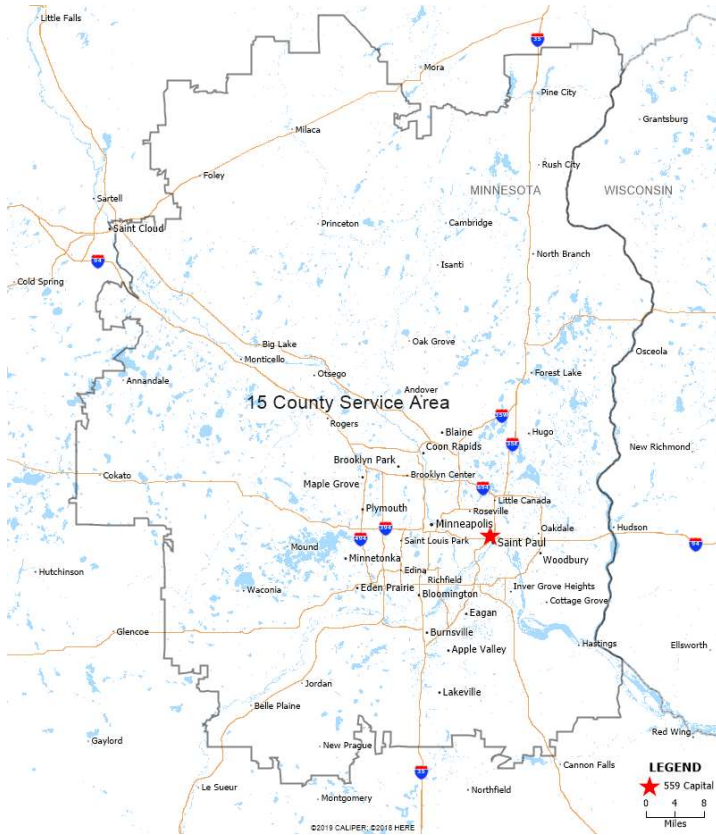 Little Falls
35
Mora
Pine City
Grantsburg
Milaca
Rush City
Foley
MINNESOTA
WISCONSIN
Sartell
Saint Cloud
Princeton
Cambridge
North Branch
94
Isanti
Cold Spring
Big Lake
Oak Grove
Monticello
Osceola
Otsego
Forest Lake
Annandale
Andover
15 County Service Area
Rogers
Blaine
Hugo
Coon Rapids
New Richmond
Brooklyn Park
Cokato
Brooklyn Center
Maple Grove
694
Little Canada
Plymouth
Roseville
Minneapolis
394
Oakdale
Hudson
494
Saint Louis Park
Saint Paul
94
Mound
Minnetonka
Woodbury
Hutchinson
Edina
Richfield
Waconia
Eden Prairie
Bloomington
Inver Grove Heights
Cottage Grove
Eagan
Glencoe
Burnsville
Hastings
Apple Valley
Ellsworth
Jordan
Lakeville
Belle Plaine
Red Wing
Gaylord
New Prague
Cannon Falls
35
LEGEND
559 Capital
Le Sueur
Northfield
Montgomery
0 4 8
Miles
©2019 CALIPER; ©2018 HERE